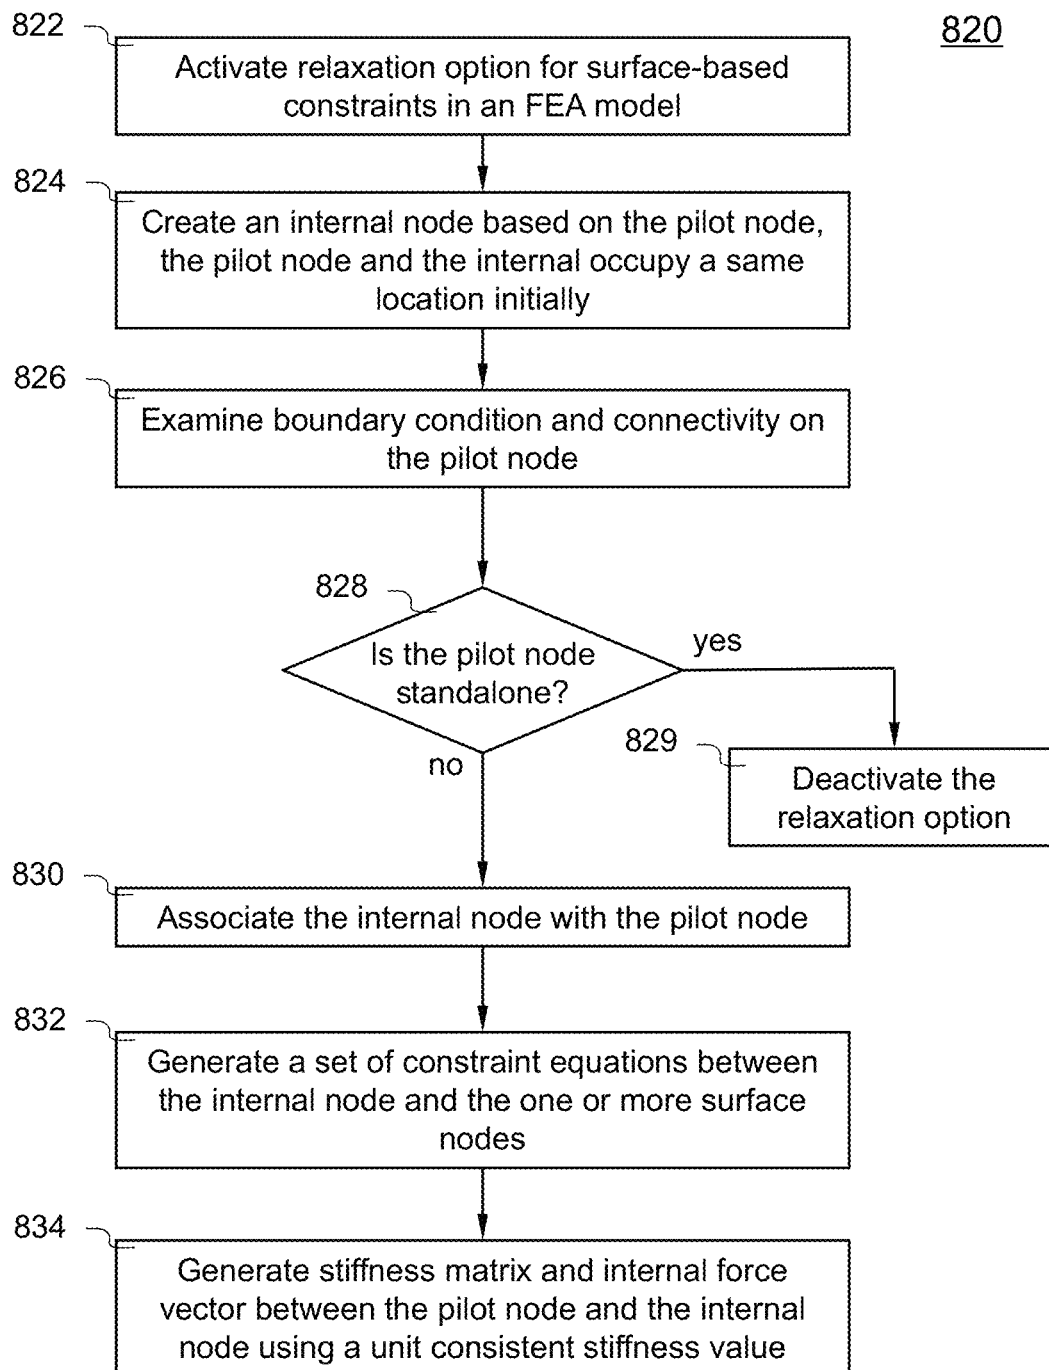 822
820
Activate relaxation option for surface-based
constraints in an FEA model
824
Create an internal node based on the pilot node,
the pilot node and the internal occupy a same
location initially
826
Examine boundary condition and connectivity on
the pilot node
828
Is the pilot node
standalone?
yes
no
829
Deactivate the
relaxation option
830
Associate the internal node with the pilot node
832
Generate a set of constraint equations between
the internal node and the one or more surface
nodes
834
Generate stiffness matrix and internal force
vector between the pilot node and the internal
node using a unit consistent stiffness value